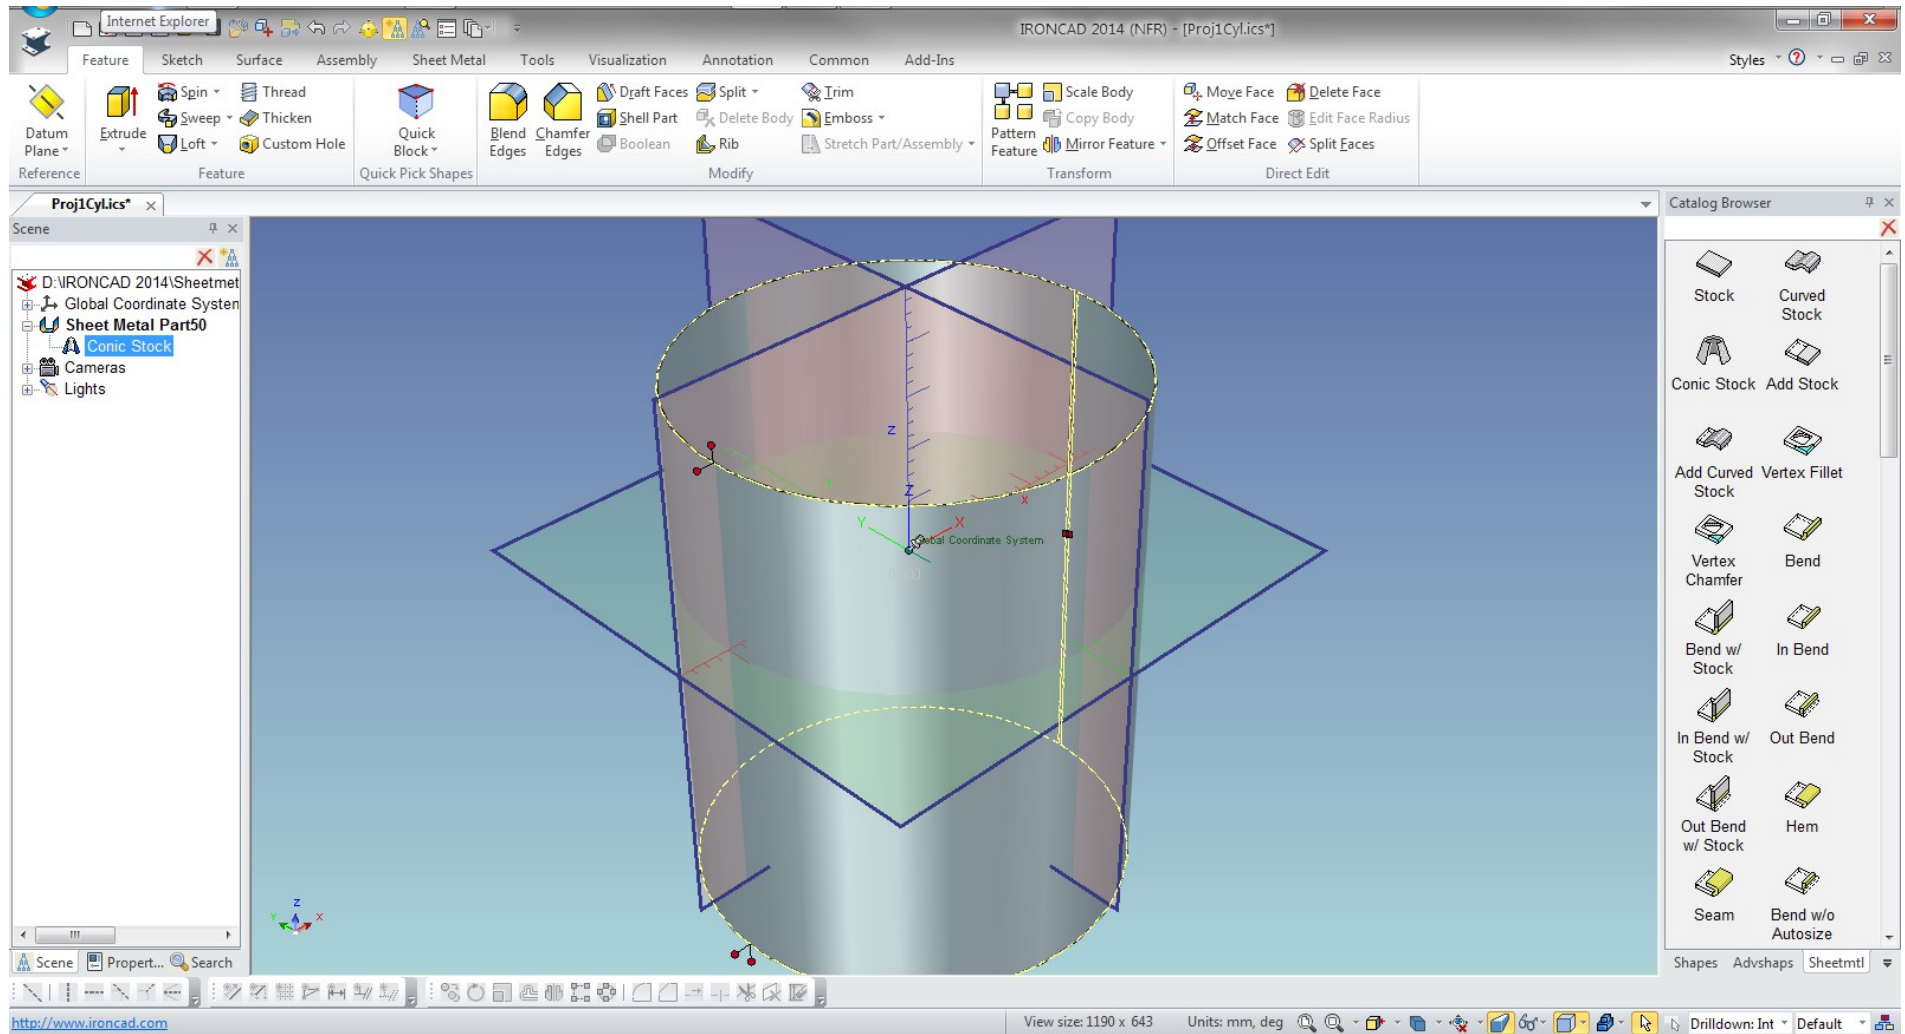 Internet Explorer
IRONCAD 2014 (NFR) - [Proj1Cyl.ics*]
Feature Sketch Surface Assembly Sheet Metal Tools Visualization Annotation Common Add-Ins Styles
Datum Plane
Extrude
Spin
Sweep
Loft
Thread
Thicken
Custom Hole
Quick Block
Blend Edges
Chamfer Edges
Draft Faces
Shell Part
Boolean
Split
Delete Body
Rib
Trim
Emboss
Stretch Part/Assembly
Pattern Feature
Scale Body
Copy Body
Mirror Feature
Move Face
Match Face
Offset Face
Delete Face
Edit Face Radius
Split Faces
Reference Feature Quick Pick Shapes Modify Transform Direct Edit
Proj1Cyl.ics*
Scene
D:\IRONCAD 2014\Sheetmet
Global Coordinate System
Sheet Metal Part50
Conic Stock
Cameras
Lights
Z
Y
X
Z
Y
X
Global Coordinate System
Z
Y
X
Catalog Browser
Stock
Curved Stock
Conic Stock
Add Stock
Add Curved Stock
Vertex Fillet
Vertex Chamfer
Bend
Bend w/ Stock
In Bend
In Bend w/ Stock
Out Bend
Out Bend w/ Stock
Hem
Seam
Bend w/o Autosize
Scene Propert... Search
Shapes Advshaps Sheetmtl
http://www.ironcad.com
View size: 1190 x 643 Units: mm, deg
Drilldown: Int Default